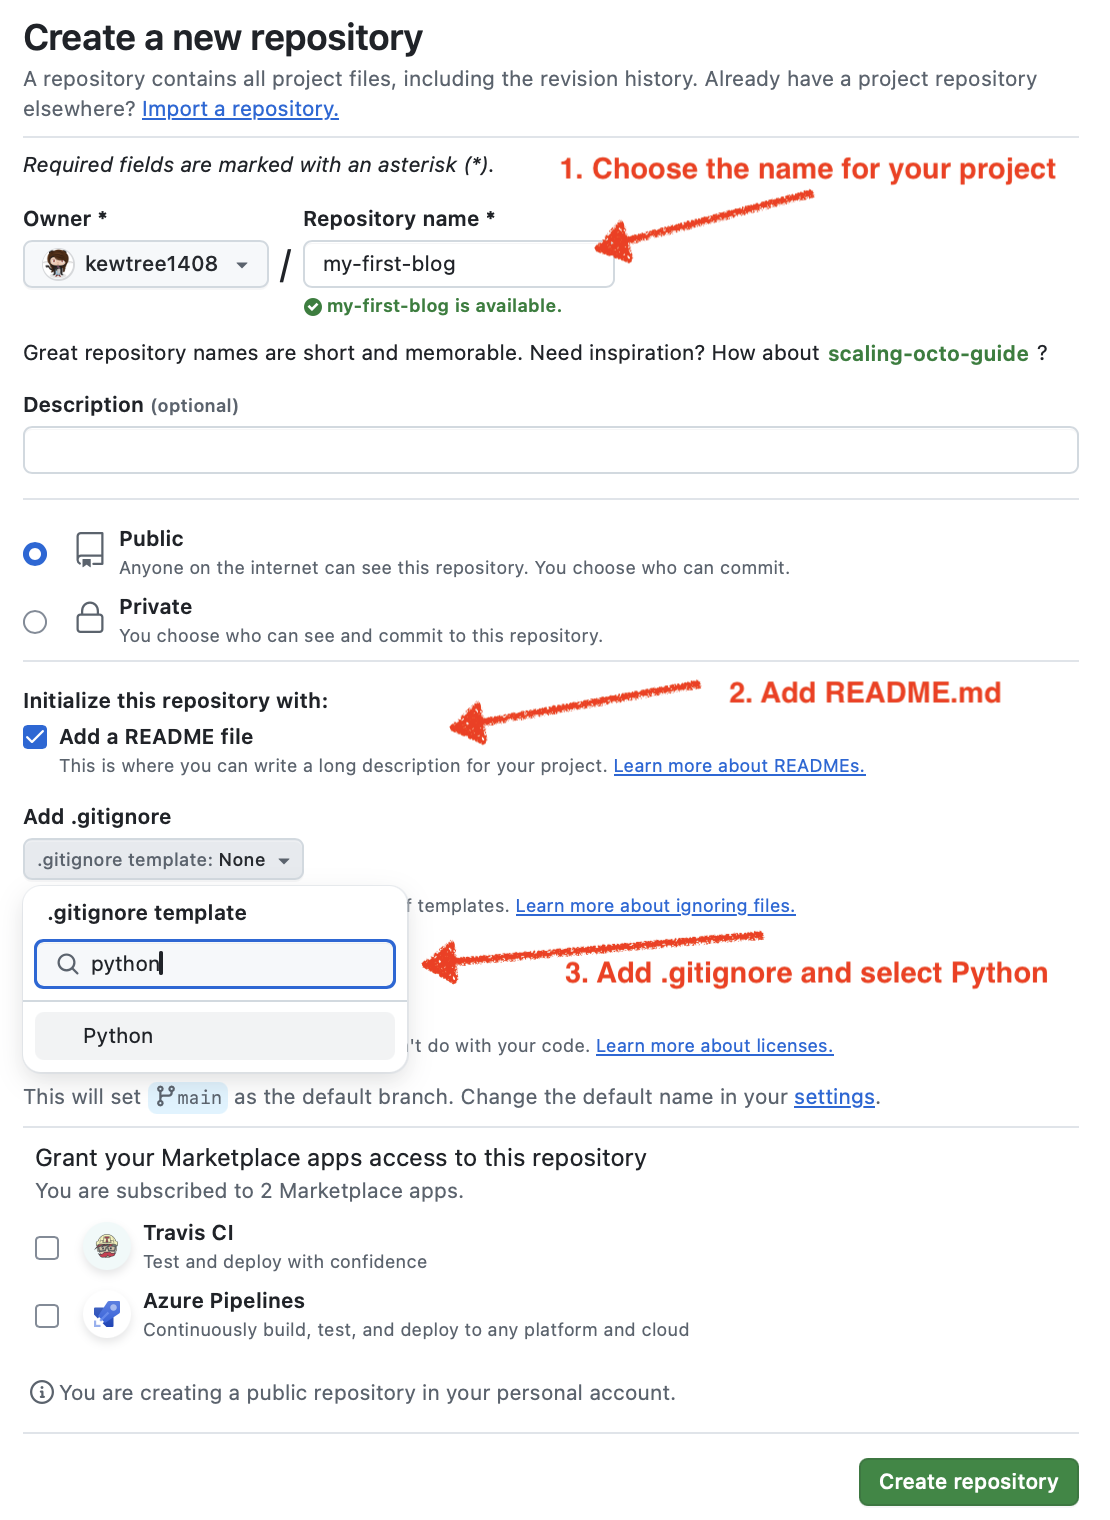 Create a new repository
A repository contains all project files, including the revision history. Already have a project repository
elsewhere? Import a repository.
Required fields are marked with an asterisk (*).
1. Choose the name for your project
Owner * Repository name *
kewtree1408 / my-first-blog
my-first-blog is available.
Great repository names are short and memorable. Need inspiration? How about scaling-octo-guide ?
Description (optional)
Public
Anyone on the internet can see this repository. You choose who can commit.
Private
You choose who can see and commit to this repository.
2. Add README.md
Initialize this repository with:
Add a README file
This is where you can write a long description for your project. Learn more about READMEs.
Add .gitignore
.gitignore template: None
f templates. Learn more about ignoring files.
.gitignore template
python
3. Add .gitignore and select Python
Python
't do with your code. Learn more about licenses.
This will set main as the default branch. Change the default name in your settings.
Grant your Marketplace apps access to this repository
You are subscribed to 2 Marketplace apps.
Travis CI
Test and deploy with confidence
Azure Pipelines
Continuously build, test, and deploy to any platform and cloud
You are creating a public repository in your personal account.
Create repository